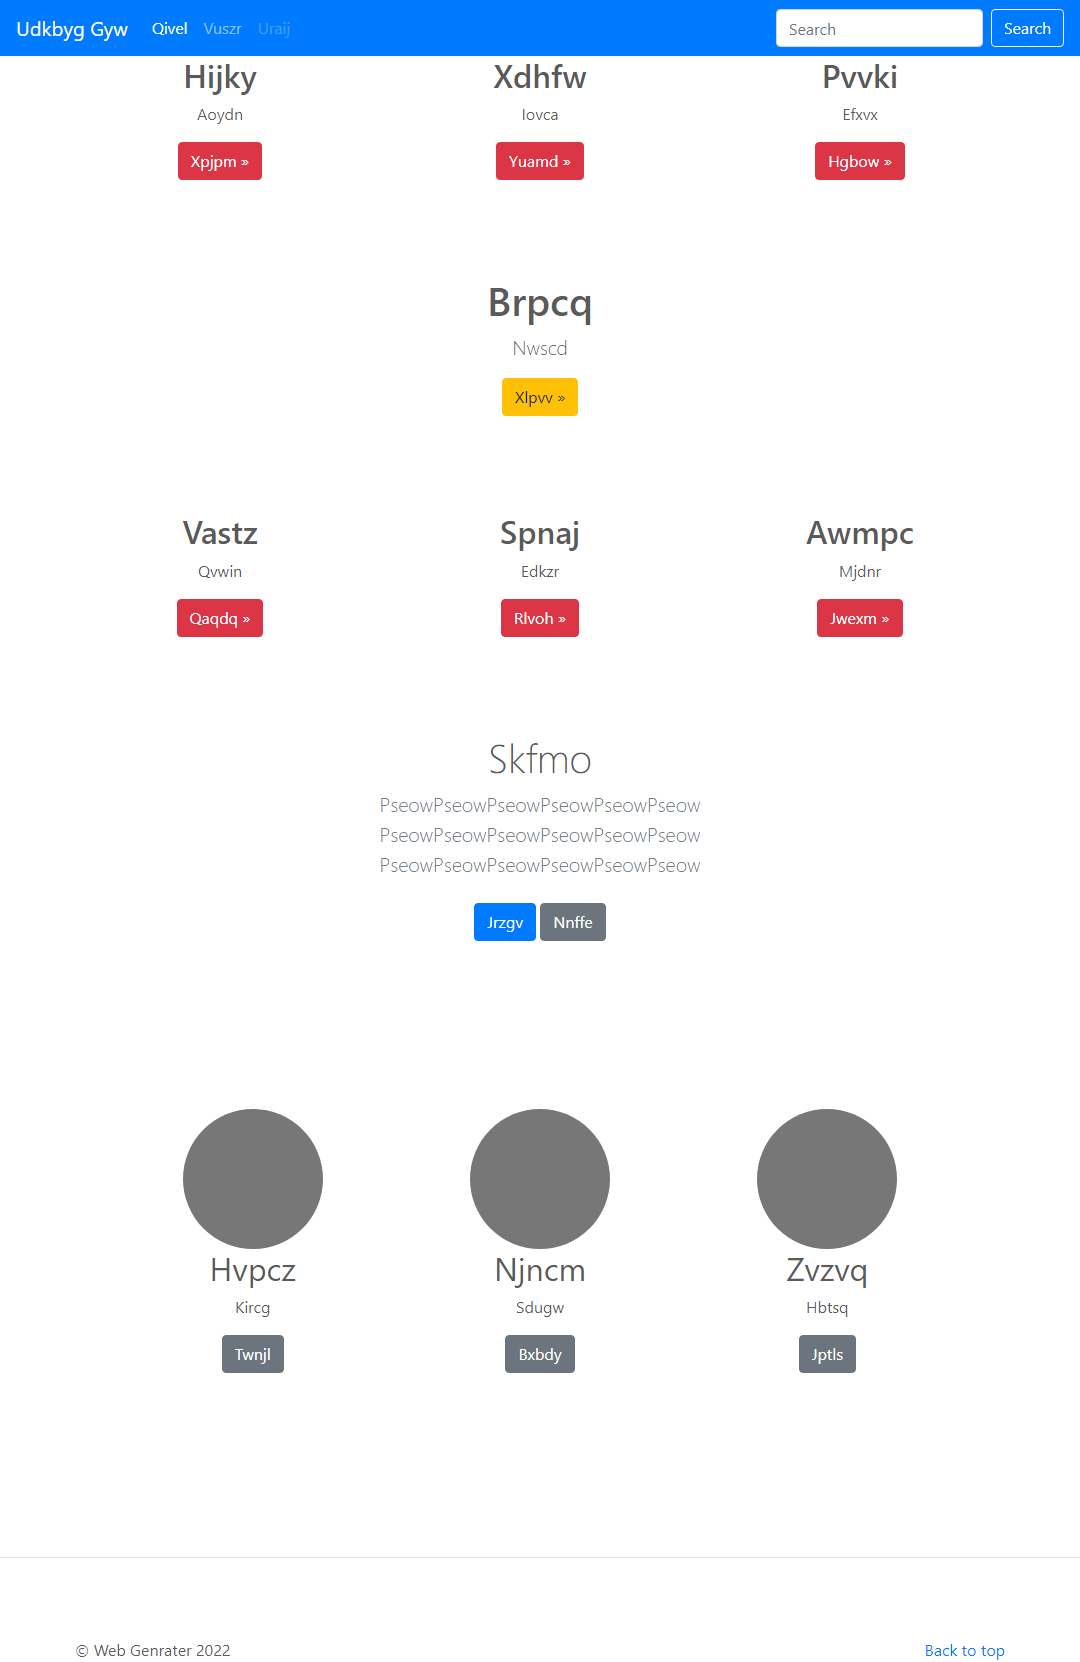 Udkbyg Gyw Qivel Vuszr Uraij Search Search
Hijky Xdhfw Pvvki
Aoydn Iovca Efxvx
Xpjpm » Yuamd » Hgbow »
Brpcq
Nwscd
Xlpvv »
Vastz Spnaj Awmpc
Qvwin Edkzr Mjdnr
Qaqdq » Rlvoh » Jwexm »
Skfmo
PseowPseowPseowPseowPseowPseow
PseowPseowPseowPseowPseowPseow
PseowPseowPseowPseowPseowPseow
Jrzgv Nnffe
Hvpcz Njncm Zvzvq
Kircg Sdugw Hbtsq
Twnjl Bxbdy Jptls
© Web Genrater 2022 Back to top